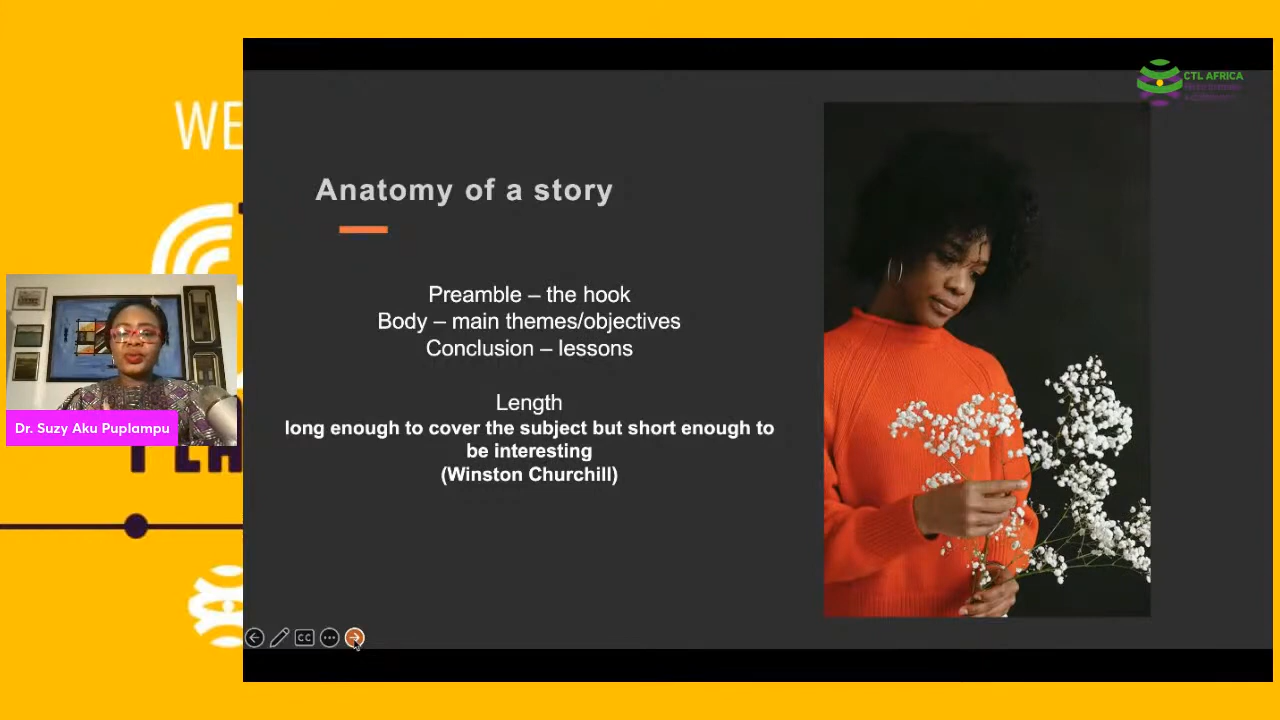 WE
CTL AFRICA
Anatomy of a story
Preamble – the hook
Body – main themes/objectives
Conclusion – lessons
Length
long enough to cover the subject but short enough to
be interesting
(Winston Churchill)
Dr. Suzy Aku Puplampu
CC